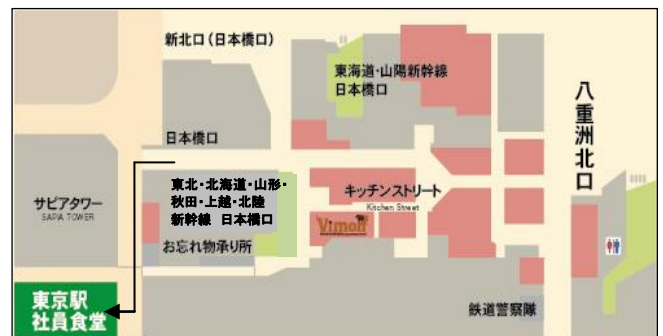 新北口(日本橋口)
東海道・山陽新幹線
日本橋口
八重洲北口
日本橋口
東北・北海道・山形・
秋田・上越・北陸
新幹線 日本橋口
キッチンストリート
Kitchen Street
サピアタワー
SAPIA TOWER
Vimon
お忘れ物承り所
東京駅
社員食堂
鉄道警察隊